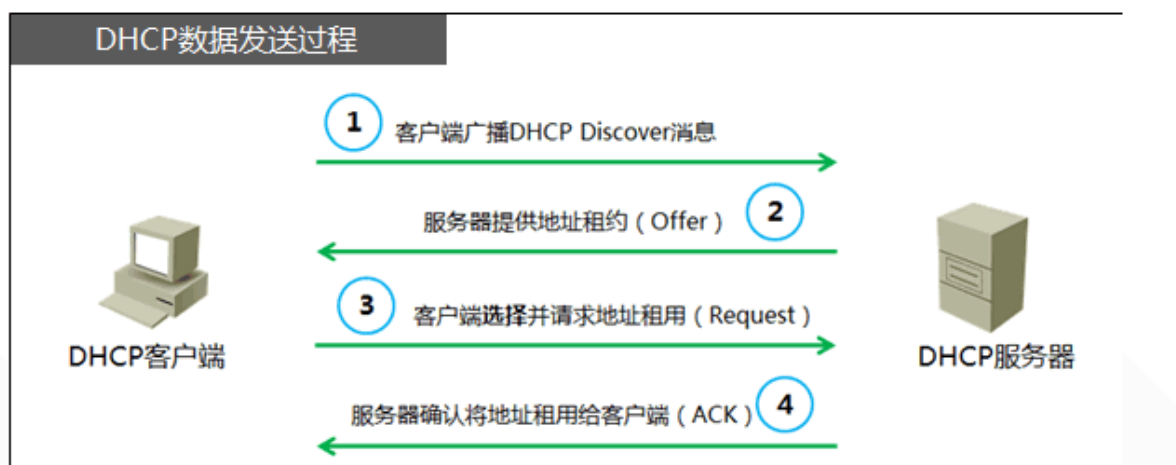 DHCP数据发送过程
1
客户端广播DHCP Discover消息
服务器提供地址租约（Offer）
2
3
客户端选择并请求地址租用（Request）
DHCP客户端
DHCP服务器
服务器确认将地址租用给客户端（ACK）
4